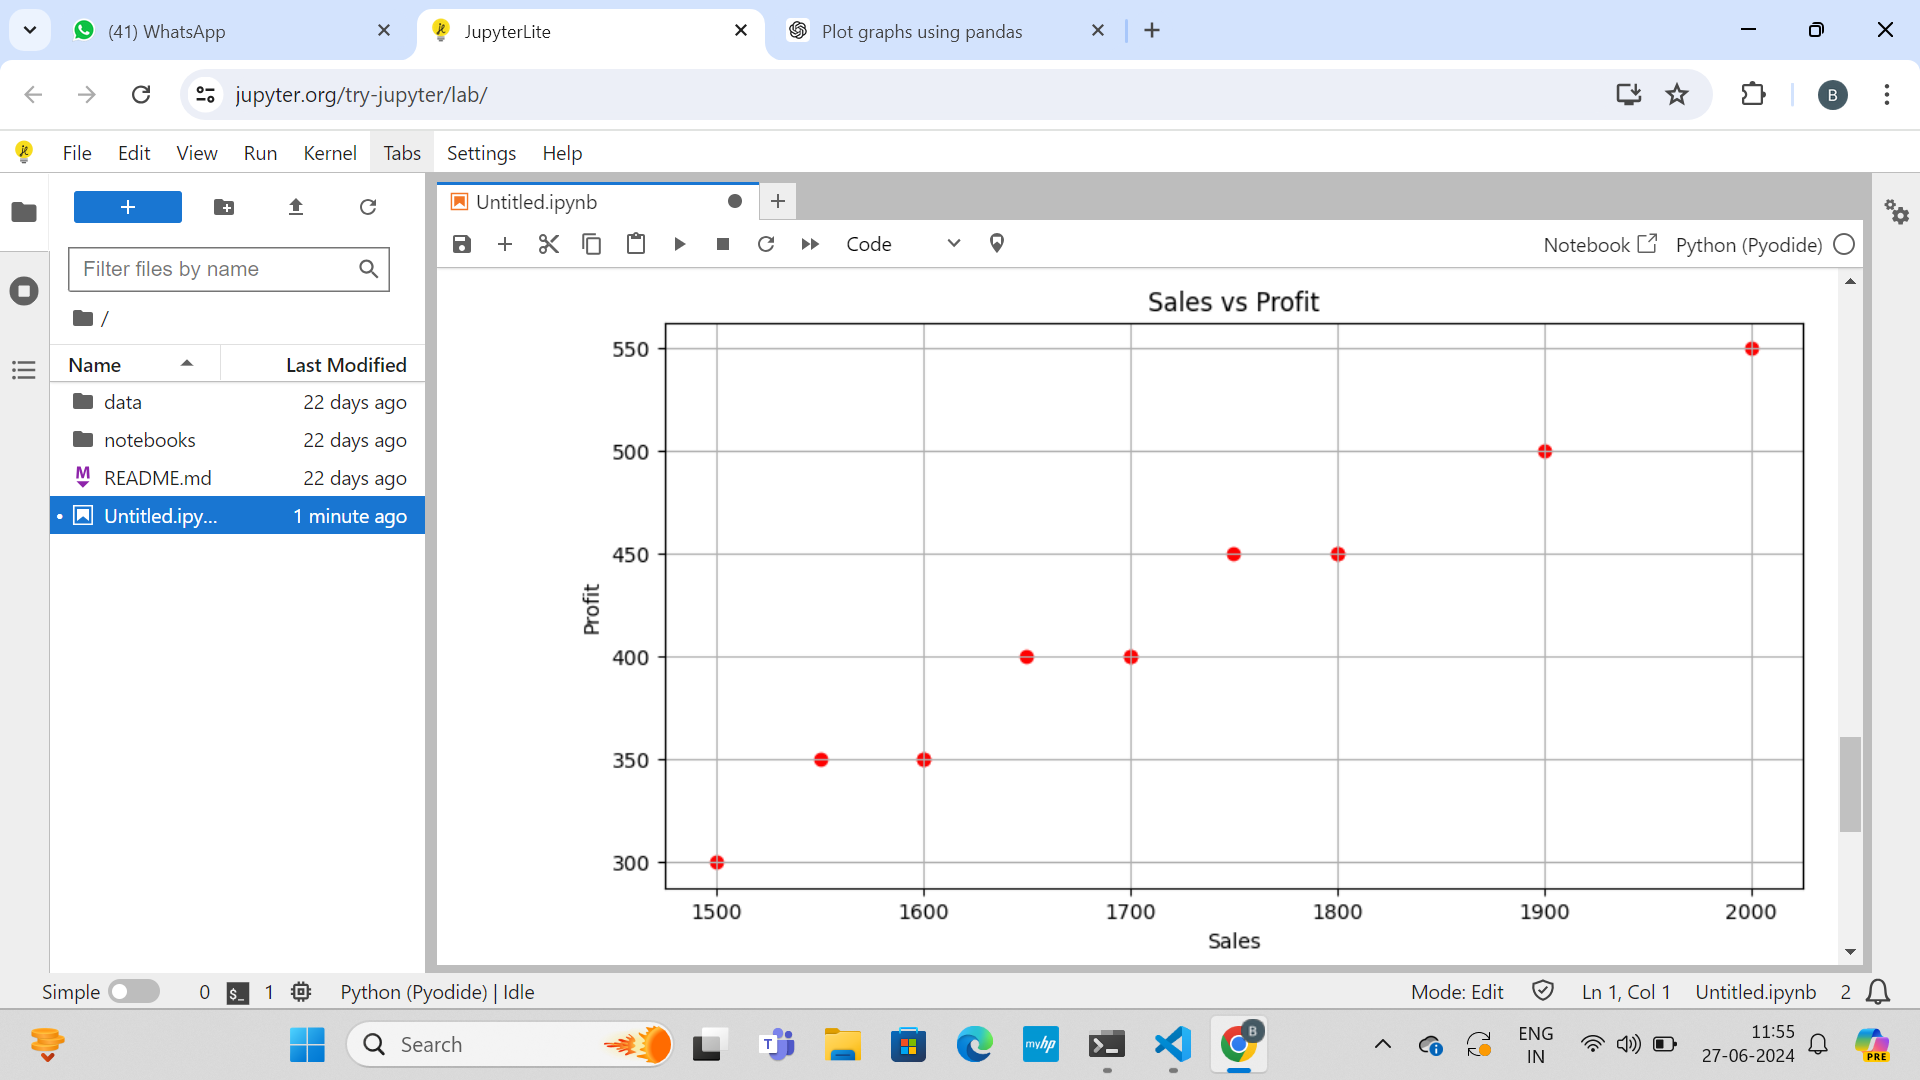 (41) WhatsApp
JupyterLite
Plot graphs using pandas
jupyter.org/try-jupyter/lab/
B
File Edit View Run Kernel Tabs Settings Help
Untitled.ipynb
Code
Notebook
Python (Pyodide)
Filter files by name
/
Name Last Modified
data 22 days ago
notebooks 22 days ago
M README.md 22 days ago
Untitled.ipy... 1 minute ago
Sales vs Profit
550
500
450
400
350
300
Profit
1500 1600 1700 1800 1900 2000
Sales
Simple 0 $_ 1 Python (Pyodide) | Idle
Mode: Edit Ln 1, Col 1 Untitled.ipynb 2
Search
T
myhp
B
ENG
IN
11:55
27-06-2024
PRE